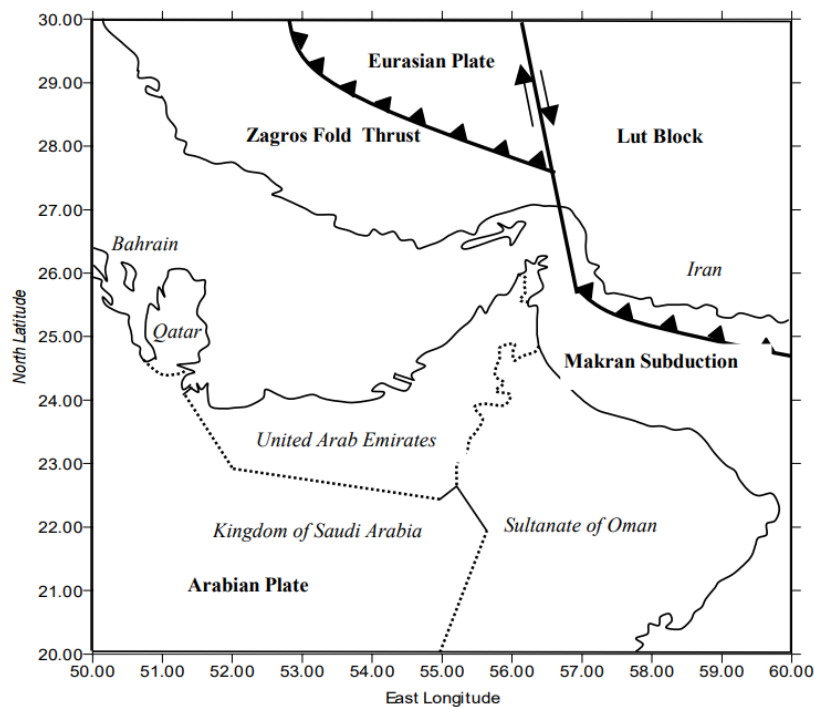 30.00
Eurasian Plate
29.00
Zagros Fold Thrust
Lut Block
28.00
27.00
Bahrain
26.00
Iran
Qatar
25.00
Makran Subduction
24.00
United Arab Emirates
23.00
Kingdom of Saudi Arabia
Sultanate of Oman
22.00
Arabian Plate
21.00
20.00
North Latitude
50.00 51.00 52.00 53.00 54.00 55.00 56.00 57.00 58.00 59.00 60.00
East Longitude